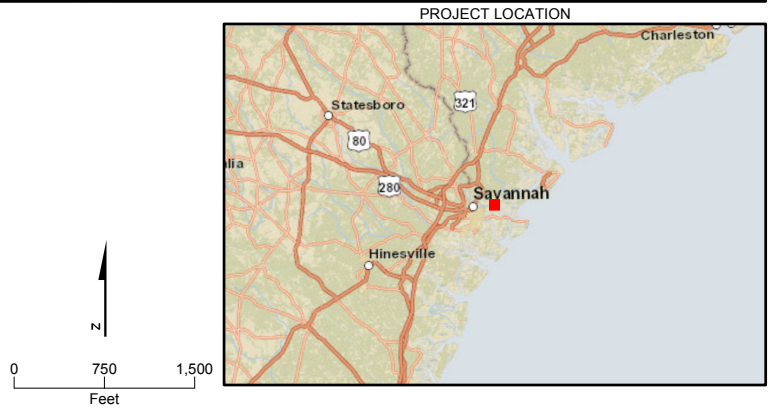 PROJECT LOCATION
Charleston
Statesboro
321
80
lia
280
Savannah
Hinesville
N
0 750 1,500
Feet